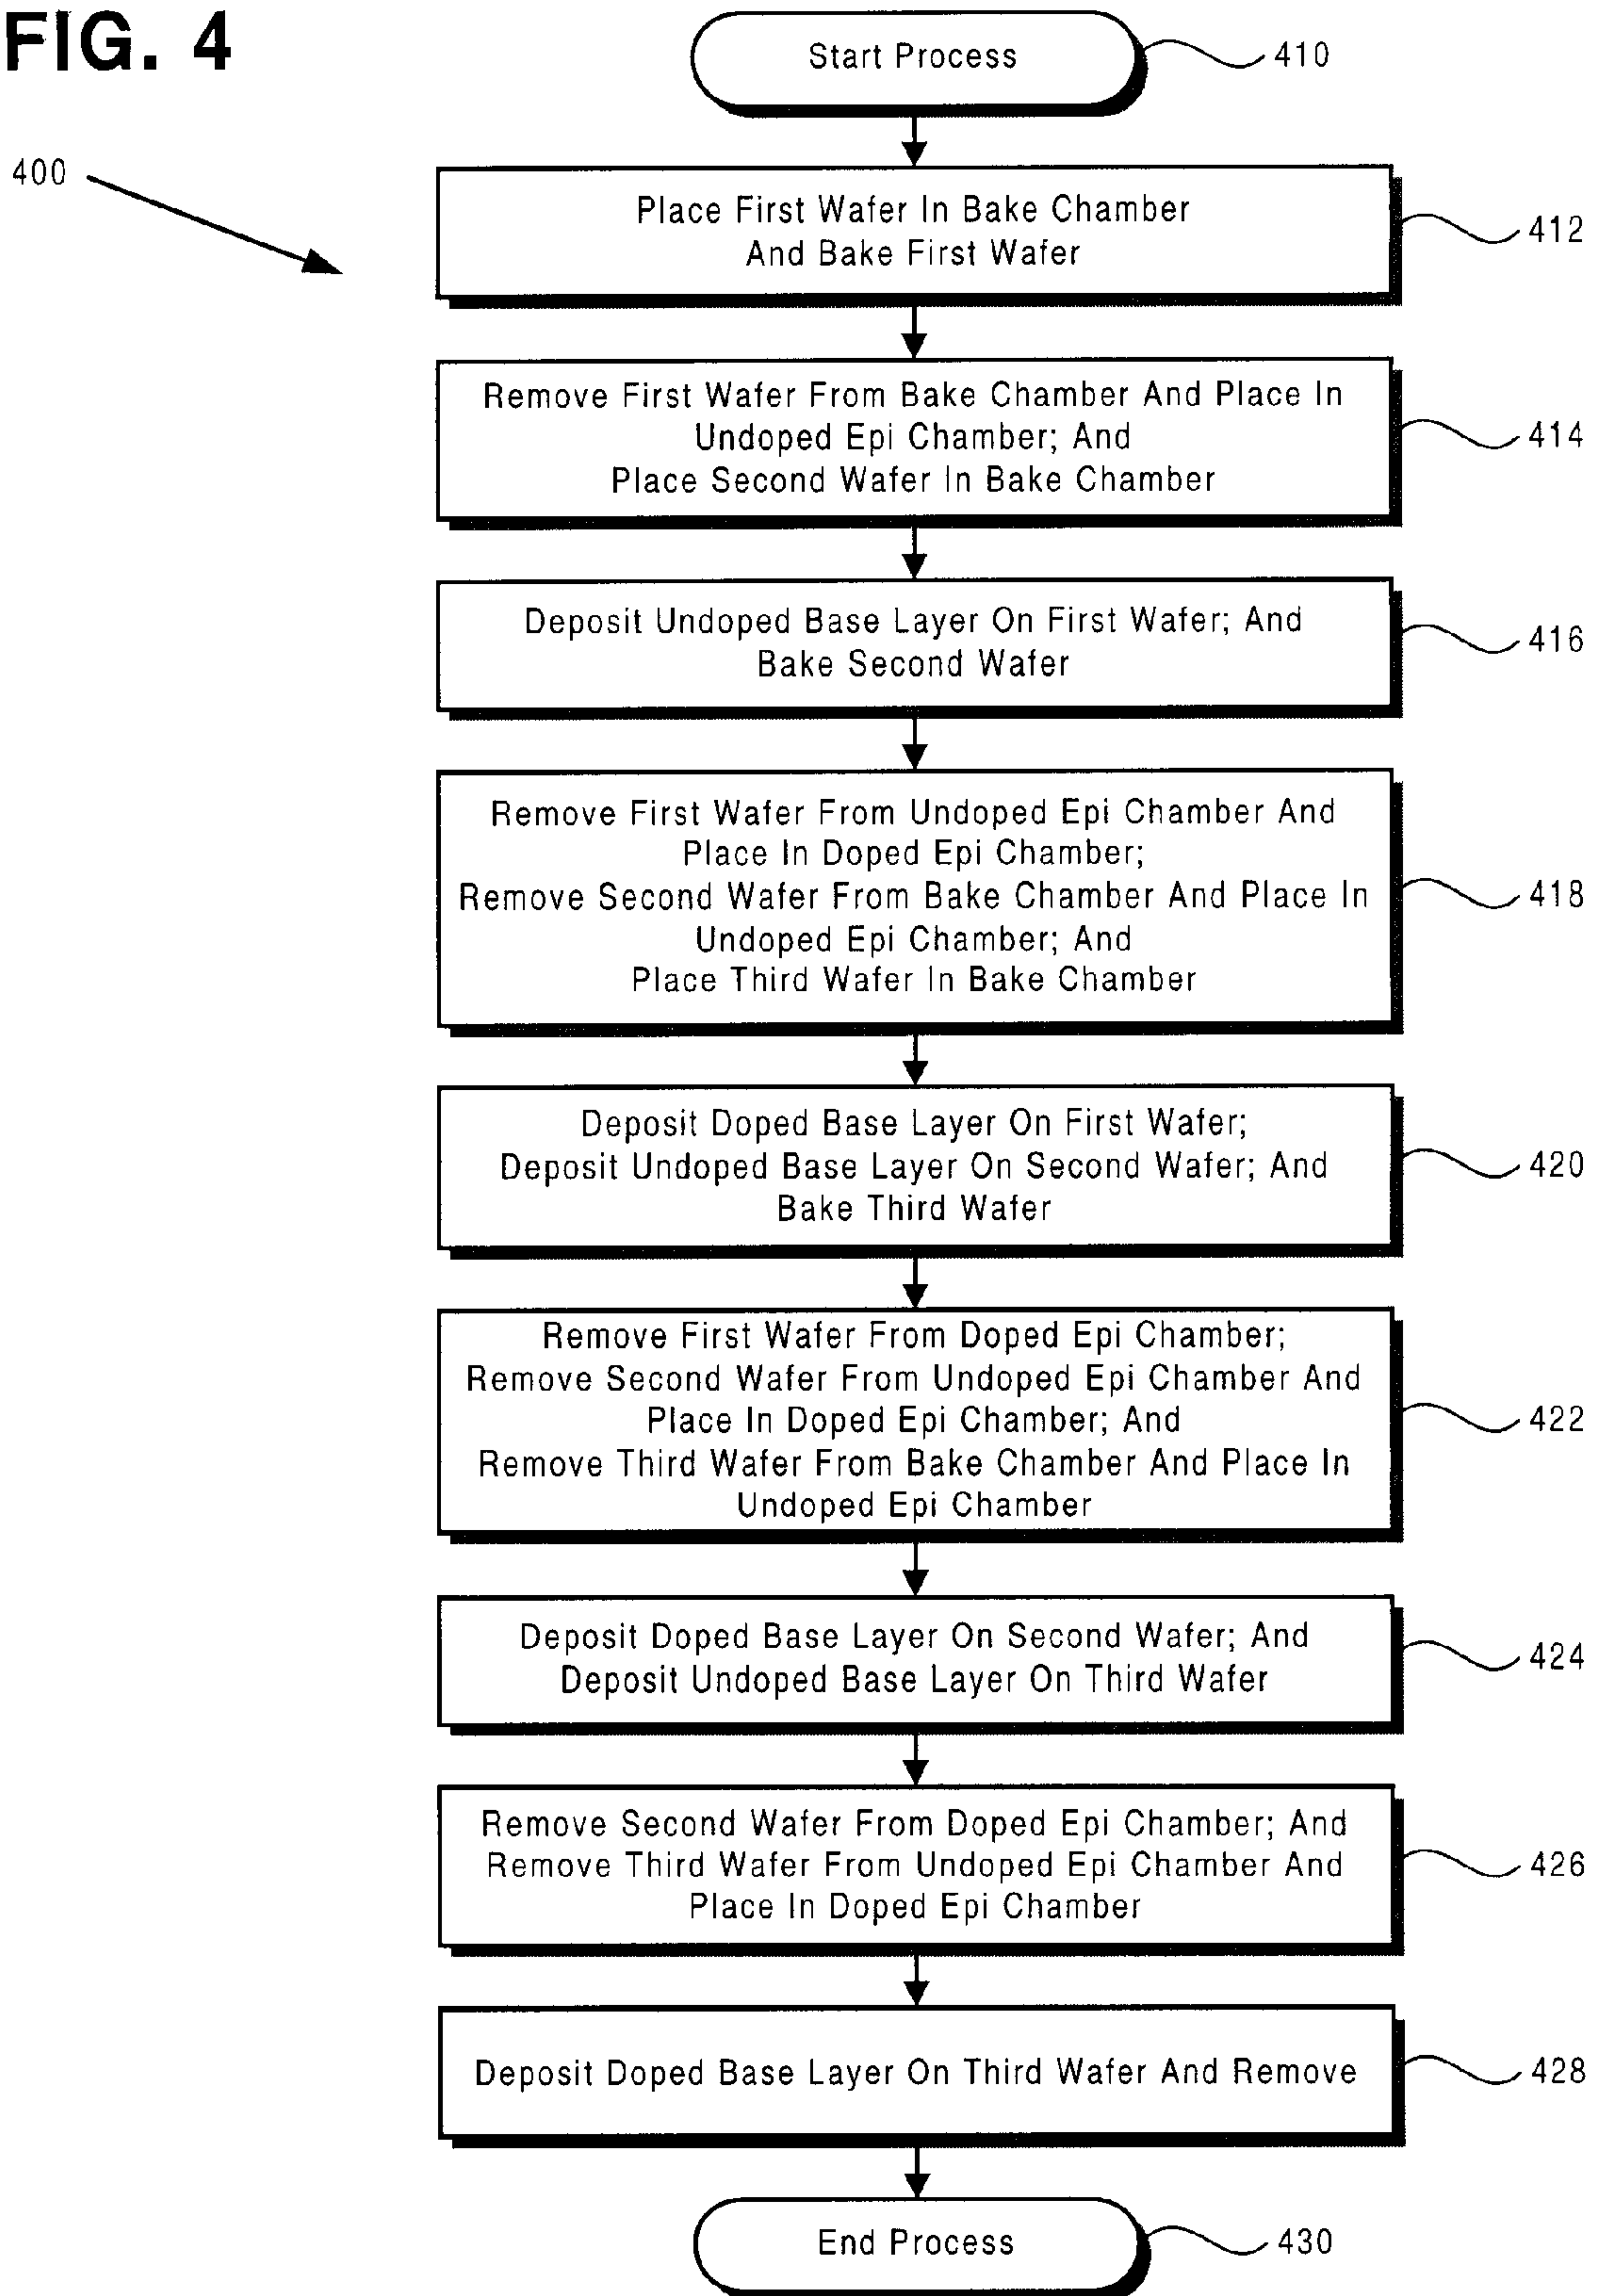 FIG. 4
Start Process
410
400
Place First Wafer In Bake Chamber
And Bake First Wafer
412
Remove First Wafer From Bake Chamber And Place In
Undoped Epi Chamber; And
Place Second Wafer In Bake Chamber
414
Deposit Undoped Base Layer On First Wafer; And
Bake Second Wafer
416
Remove First Wafer From Undoped Epi Chamber And
Place In Doped Epi Chamber;
Remove Second Wafer From Bake Chamber And Place In
Undoped Epi Chamber; And
Place Third Wafer In Bake Chamber
418
Deposit Doped Base Layer On First Wafer;
Deposit Undoped Base Layer On Second Wafer; And
Bake Third Wafer
420
Remove First Wafer From Doped Epi Chamber;
Remove Second Wafer From Undoped Epi Chamber And
Place In Doped Epi Chamber; And
Remove Third Wafer From Bake Chamber And Place In
Undoped Epi Chamber
422
Deposit Doped Base Layer On Second Wafer; And
Deposit Undoped Base Layer On Third Wafer
424
Remove Second Wafer From Doped Epi Chamber; And
Remove Third Wafer From Undoped Epi Chamber And
Place In Doped Epi Chamber
426
Deposit Doped Base Layer On Third Wafer And Remove
428
End Process
430